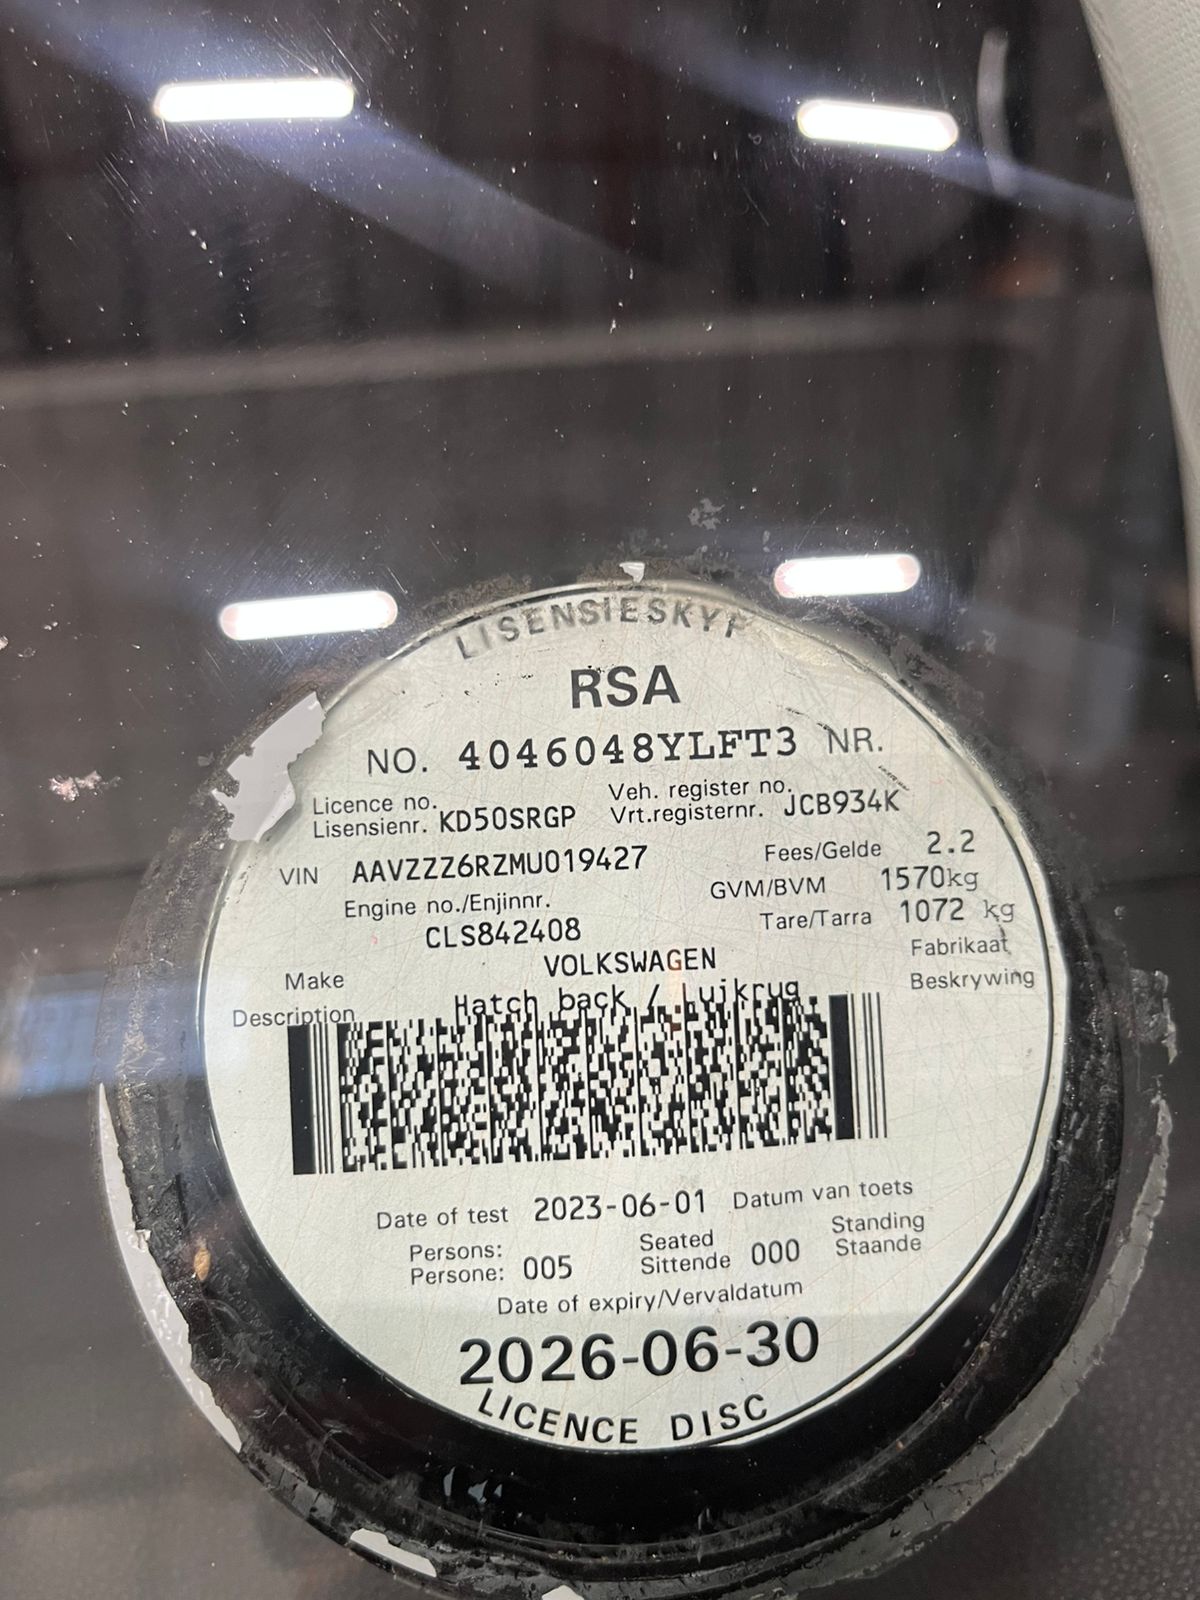 LISENSIESKYF
RSA
NO. 4046048YLFT3 NR.
Licence no. Veh. register no.
Lisensienr. KD50SRGP Vrt.registernr. JCB934K
VIN AAVZZZ6RZMU019427 Fees/Gelde 2.2
Engine no./Enjinnr. GVM/BVM 1570kg
CLS842408 Tare/Tarra 1072 kg
Make VOLKSWAGEN Fabrikaat
Description Hatch back / Luikrug Beskrywing
Date of test 2023-06-01 Datum van toets
Persons: Seated Standing
Persone: 005 Sittende 000 Staande
Date of expiry/Vervaldatum
2026-06-30
LICENCE DISC